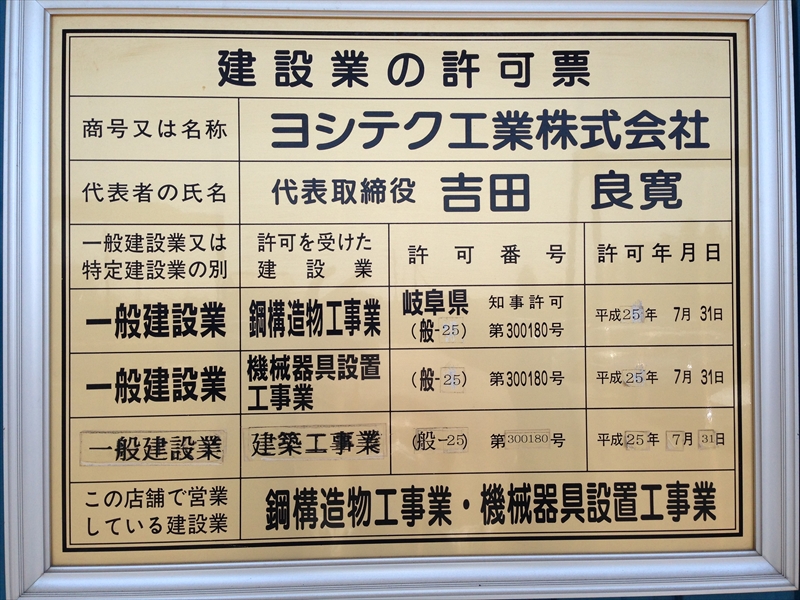 建設業の許可票
商号又は名称 ヨシテク工業株式会社
代表者の氏名 代表取締役 吉田 良寛
一般建設業又は
特定建設業の別
許可を受けた
建設業
許可番号
許可年月日
一般建設業 鋼構造物工事業 岐阜県 知事許可
(般-25) 第300180号 平成25年 7月31日
一般建設業 機械器具設置
工事業
(般-25) 第300180号 平成25年 7月31日
一般建設業 建築工事業 (般-25) 第300180号 平成25年 7月31日
この店舗で営業
している建設業
鋼構造物工事業・機械器具設置工事業